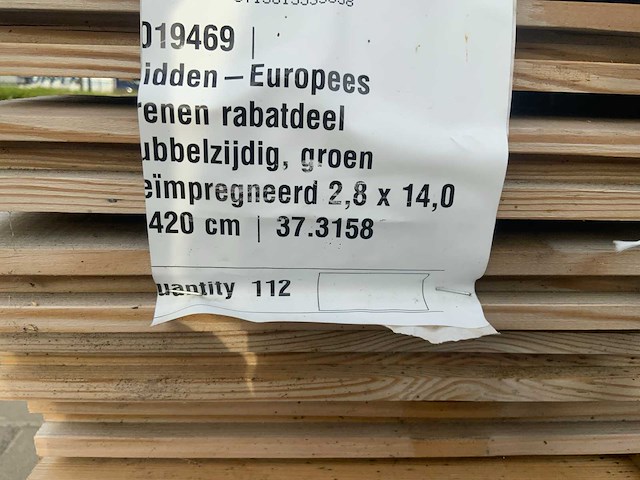 019469 |
idden – Europees
renen rabatdeel
ubbelzijdig, groen
eïmpregneerd 2,8 x 14,0
420 cm | 37.3158
uantity 112